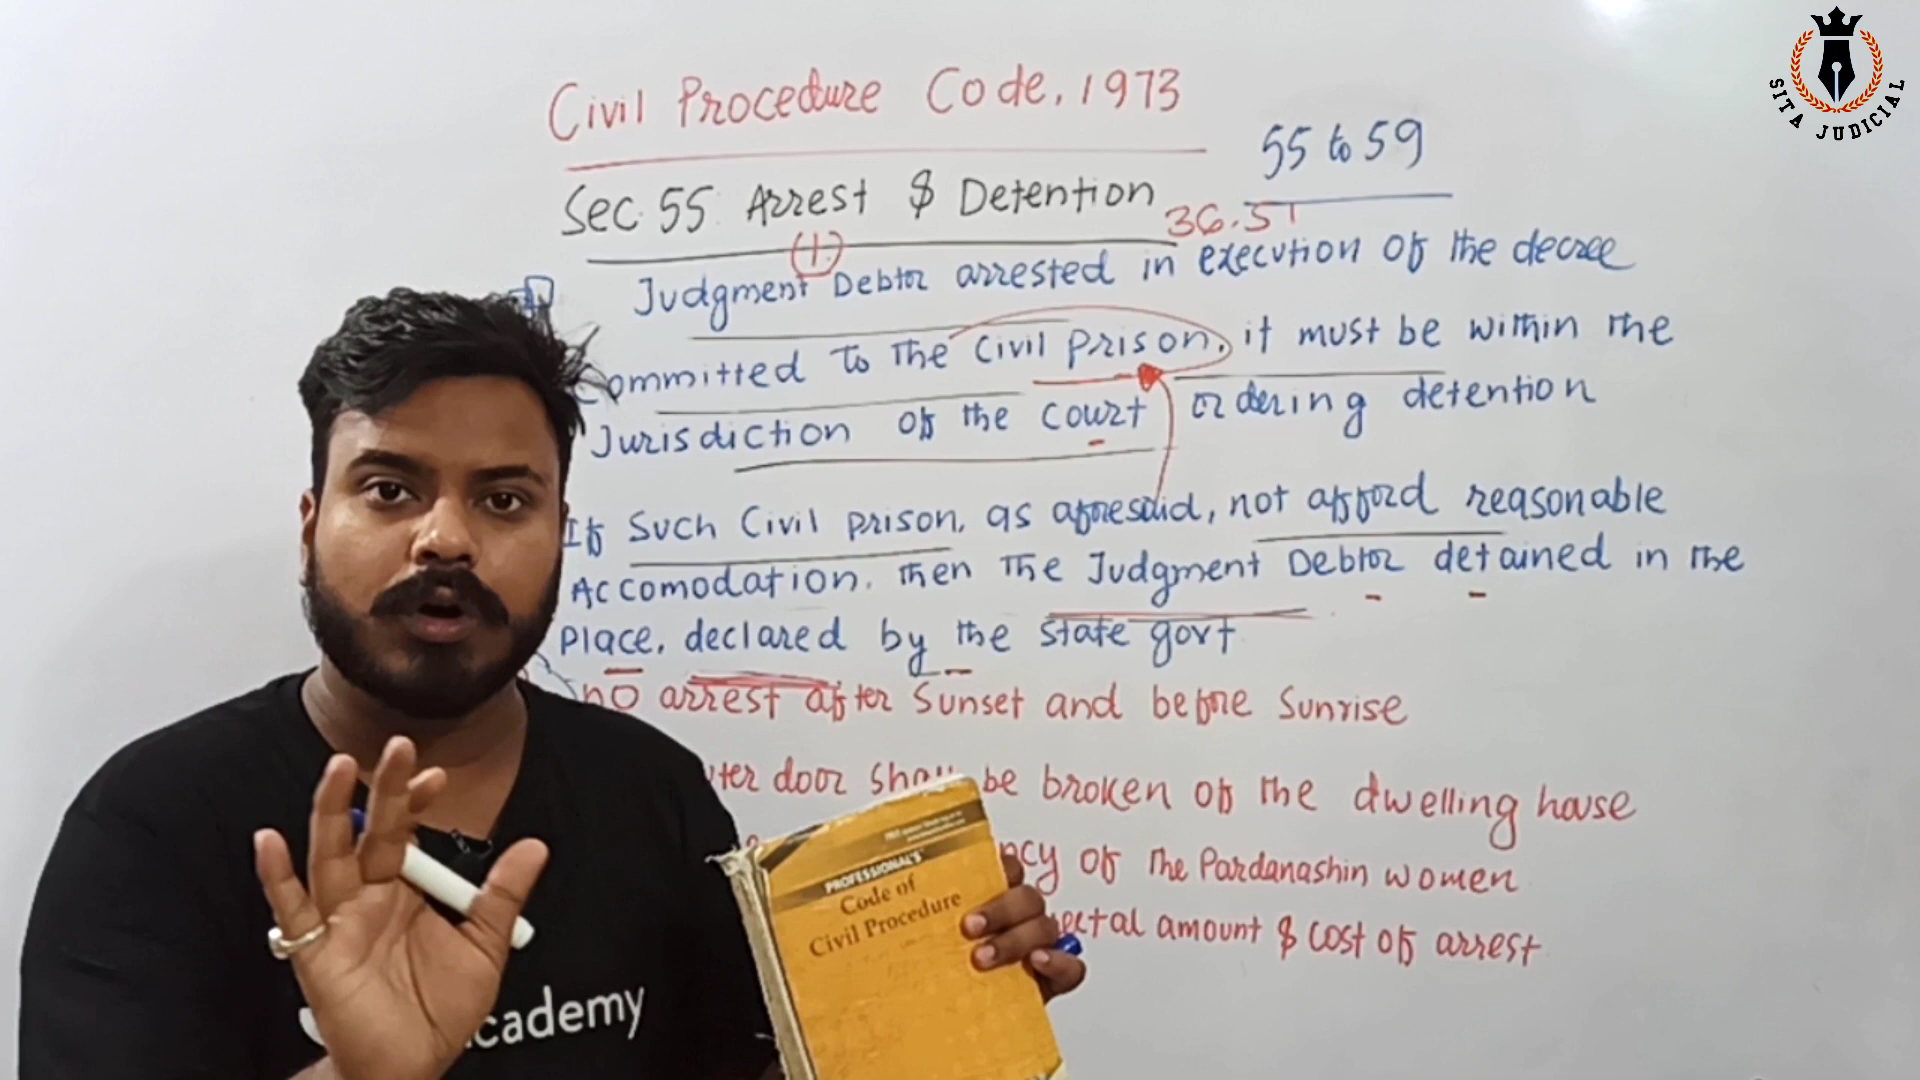 SITA JUDICIAL
Civil Procedure Code, 1973
55 to 59
Sec. 55 Arrest & Detention
36.51
(1)
Judgment Debtor arrested in execution of the decree
Committed to the civil prison, it must be within the
Jurisdiction of the court ordering detention
If Such Civil prison, as aforesaid, not afford reasonable
Accomodation, then the Judgment Debtor detained in the
Place, declared by the state govt
no arrest after Sunset and before Sunrise
door shall be broken of the dwelling house
of the Pardanashin women
amount & cost of arrest
PROFESSIONAL'S
Code of
Civil Procedure
cademy